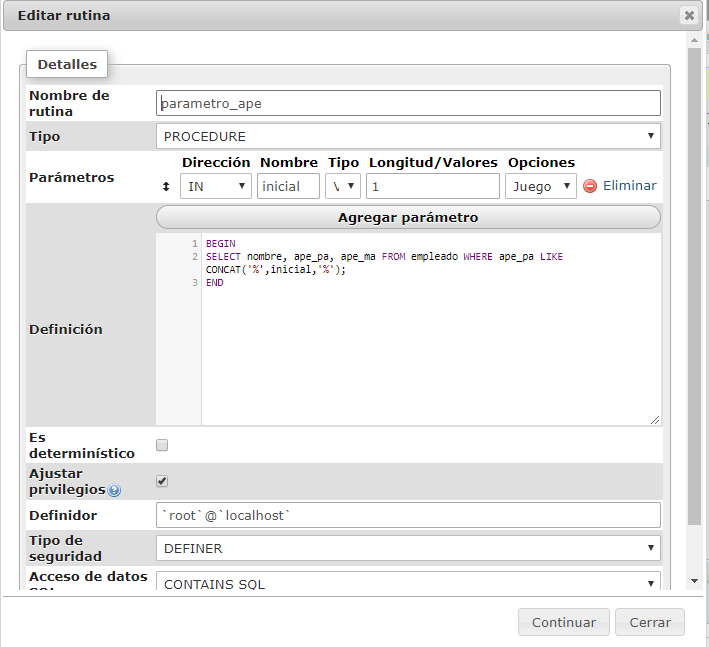 Editar rutina
Detalles
Nombre de rutina
parametro_ape
Tipo
PROCEDURE
Parámetros
Dirección Nombre Tipo Longitud/Valores Opciones
IN inicial V 1 Juego Eliminar
Agregar parámetro
Definición
1 BEGIN
2 SELECT nombre, ape_pa, ape_ma FROM empleado WHERE ape_pa LIKE
CONCAT('%',inicial,'%');
3 END
Es
determinístico
Ajustar
privilegios
Definidor
`root`@`localhost`
Tipo de
seguridad
DEFINER
Acceso de datos
SQL
CONTAINS SQL
Continuar Cerrar